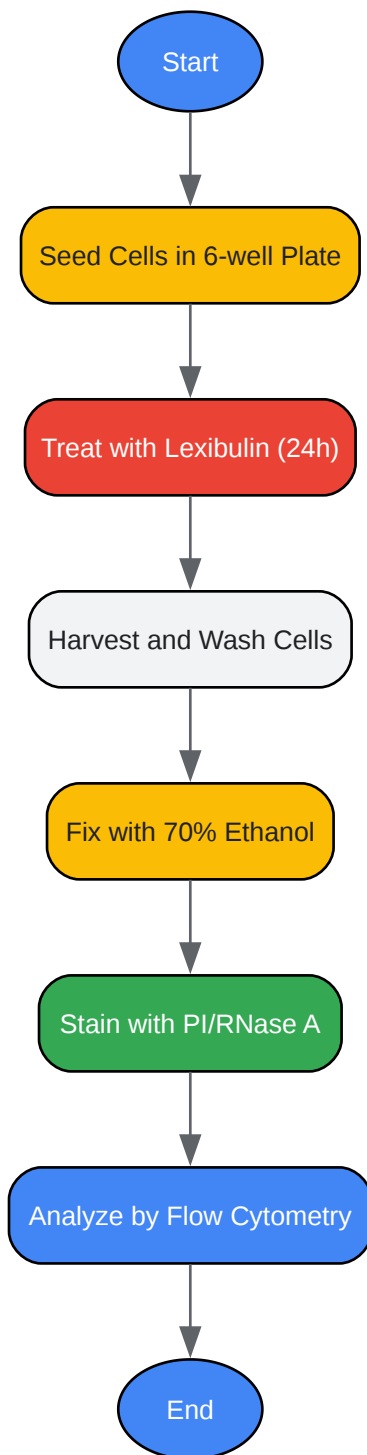 Start
Seed Cells in 6-well Plate
Treat with Lexibulin (24h)
Harvest and Wash Cells
Fix with 70% Ethanol
Stain with PI/RNase A
Analyze by Flow Cytometry
End